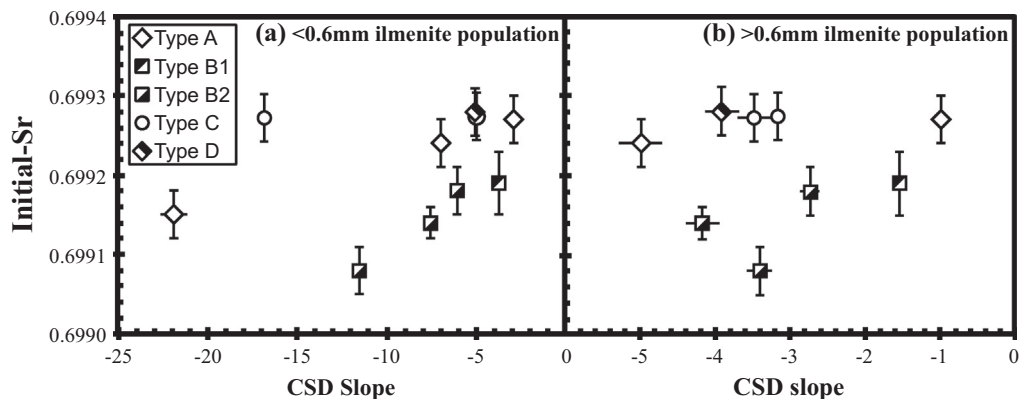 0.6994
0.6993
0.6992
0.6991
0.6990
Initial-Sr
(a) <0.6mm ilmenite population
Type A
Type B1
Type B2
Type C
Type D
(b) >0.6mm ilmenite population
-25 -20 -15 -10 -5 0
-5 -4 -3 -2 -1 0
CSD Slope
CSD slope